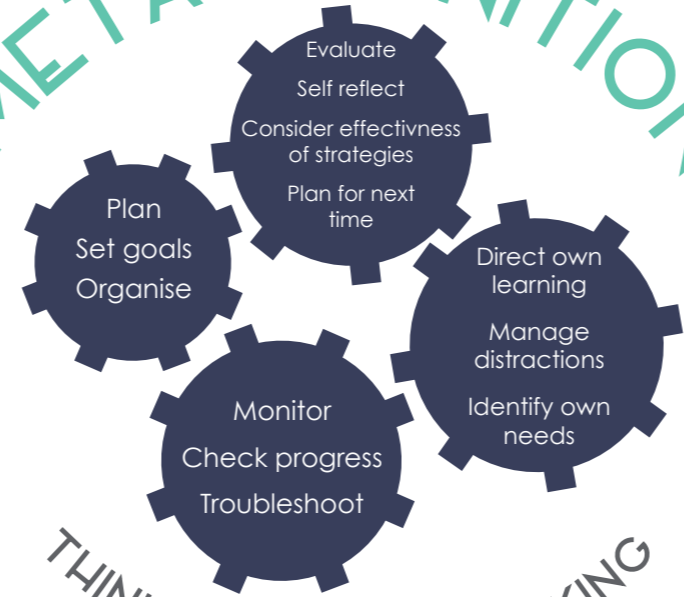 Evaluate
Self reflect
Consider effectivness
of strategies
Plan for next
time
Plan
Set goals
Organise
Direct own
learning
Manage
distractions
Identify own
needs
Monitor
Check progress
Troubleshoot